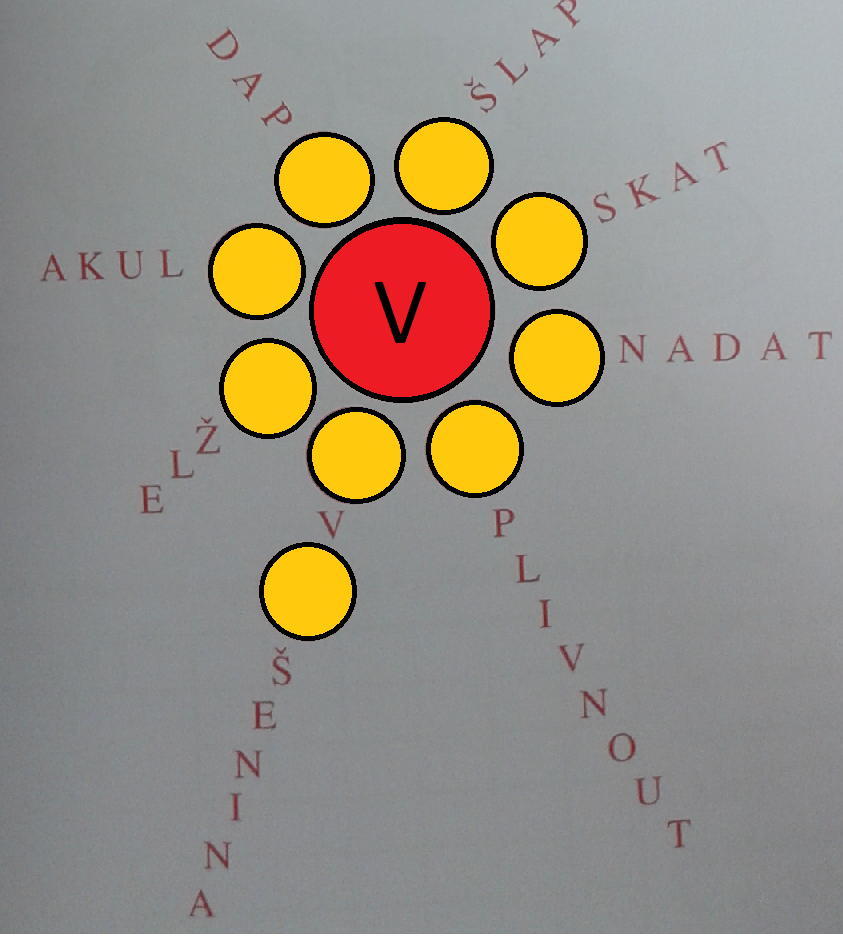 DAP
ŠLAP
SKAT
AKUL
V
NADAT
ELŽ
V
ŠENINA
PLIVNOUT